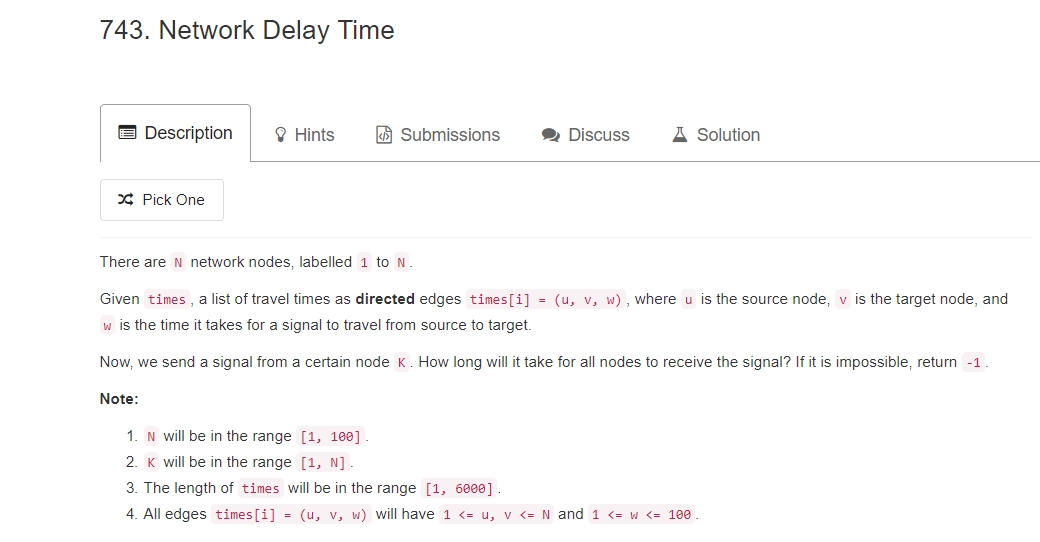 743. Network Delay Time
Description Hints Submissions Discuss Solution
Pick One
There are N network nodes, labelled 1 to N.
Given times, a list of travel times as directed edges times[i] = (u, v, w), where u is the source node, v is the target node, and
w is the time it takes for a signal to travel from source to target.
Now, we send a signal from a certain node K. How long will it take for all nodes to receive the signal? If it is impossible, return -1.
Note:
1. N will be in the range [1, 100].
2. K will be in the range [1, N].
3. The length of times will be in the range [1, 6000].
4. All edges times[i] = (u, v, w) will have 1 <= u, v <= N and 1 <= w <= 100.